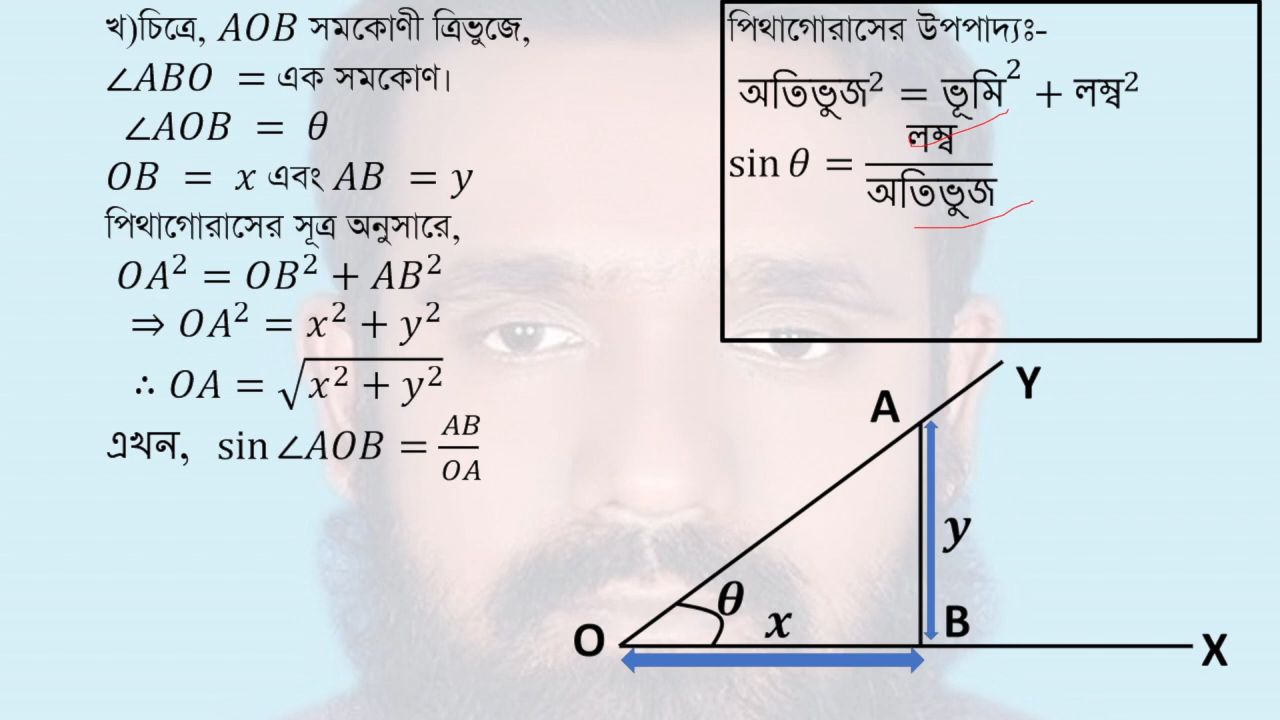 খ)চিত্রে, AOB সমকোণী ত্রিভুজে,
∠ABO = এক সমকোণ।
∠AOB = θ
OB = x এবং AB = y
পিথাগোরাসের সূত্র অনুসারে,
OA² = OB² + AB²
⇒ OA² = x² + y²
∴ OA = √(x² + y²)
এখন, sin ∠AOB = AB/OA
পিথাগোরাসের উপপাদ্যঃ-
অতিভুজ² = ভূমি² + লম্ব²
sin θ = লম্ব/অতিভুজ
Y
A
y
θ
x
B
O
X